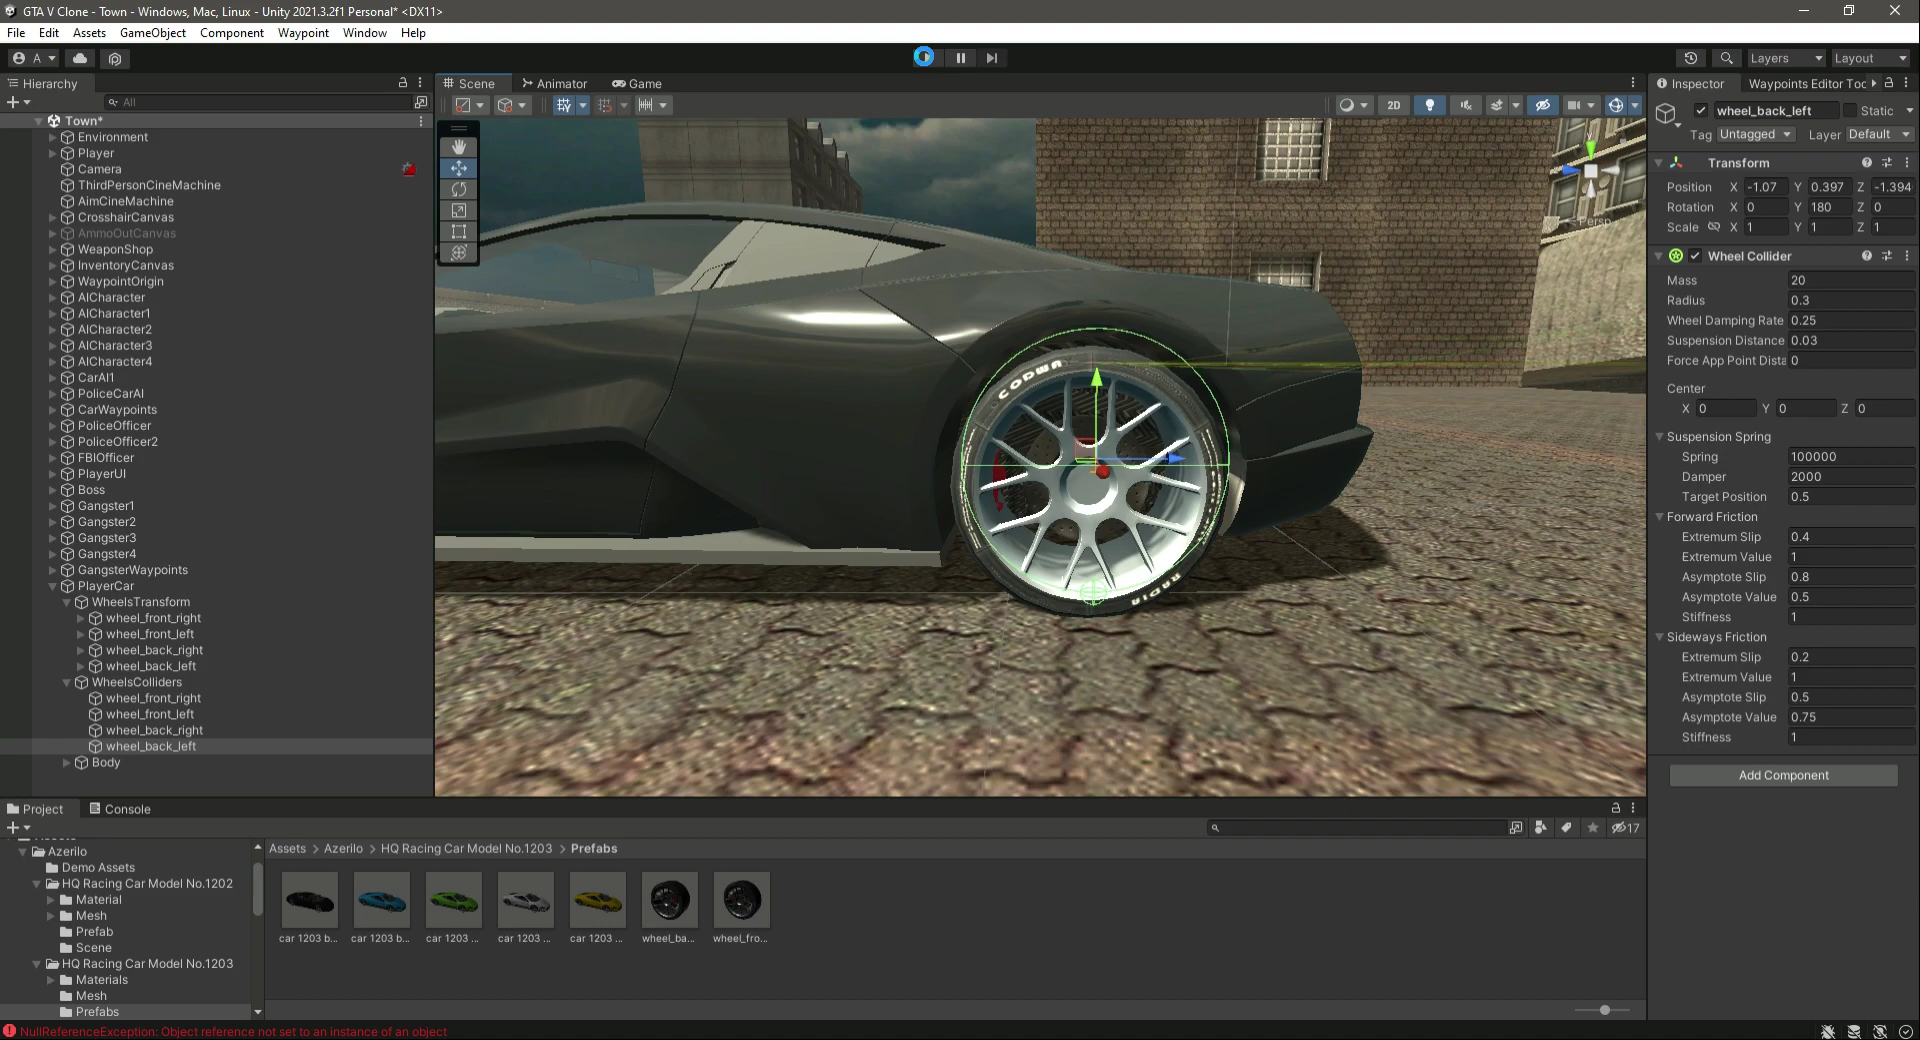 GTA V Clone - Town - Windows, Mac, Linux - Unity 2021.3.2f1 Personal* <DX11>
File Edit Assets GameObject Component Waypoint Window Help
A
Layers Layout
Hierarchy
All
Town*
Environment
Player
Camera
ThirdPersonCineMachine
AimCineMachine
CrosshairCanvas
AmmoOutCanvas
WeaponShop
InventoryCanvas
WaypointOrigin
AICharacter
AICharacter1
AICharacter2
AICharacter3
AICharacter4
CarAI1
PoliceCarAI
CarWaypoints
PoliceOfficer
PoliceOfficer2
FBIOfficer
PlayerUI
Boss
Gangster1
Gangster2
Gangster3
Gangster4
GangsterWaypoints
PlayerCar
WheelsTransform
wheel_front_right
wheel_front_left
wheel_back_right
wheel_back_left
WheelsColliders
wheel_front_right
wheel_front_left
wheel_back_right
wheel_back_left
Body
Scene Animator Game
2D
y
Persp
CODWA
RADIA
Inspector Waypoints Editor Toc
wheel_back_left Static
Tag Untagged Layer Default
Transform
Position X -1.07 Y 0.397 Z -1.394
Rotation X 0 Y 180 Z 0
Scale X 1 Y 1 Z 1
Wheel Collider
Mass 20
Radius 0.3
Wheel Damping Rate 0.25
Suspension Distance 0.03
Force App Point Dista 0
Center
X 0 Y 0 Z 0
Suspension Spring
Spring 100000
Damper 2000
Target Position 0.5
Forward Friction
Extremum Slip 0.4
Extremum Value 1
Asymptote Slip 0.8
Asymptote Value 0.5
Stiffness 1
Sideways Friction
Extremum Slip 0.2
Extremum Value 1
Asymptote Slip 0.5
Asymptote Value 0.75
Stiffness 1
Add Component
Project Console
17
Azerilo
Demo Assets
HQ Racing Car Model No.1202
Material
Mesh
Prefab
Scene
HQ Racing Car Model No.1203
Materials
Mesh
Prefabs
Assets > Azerilo > HQ Racing Car Model No.1203 > Prefabs
car 1203 b... car 1203 b... car 1203 ... car 1203 ... car 1203 ... wheel_ba... wheel_fro...
NullReferenceException: Object reference not set to an instance of an object